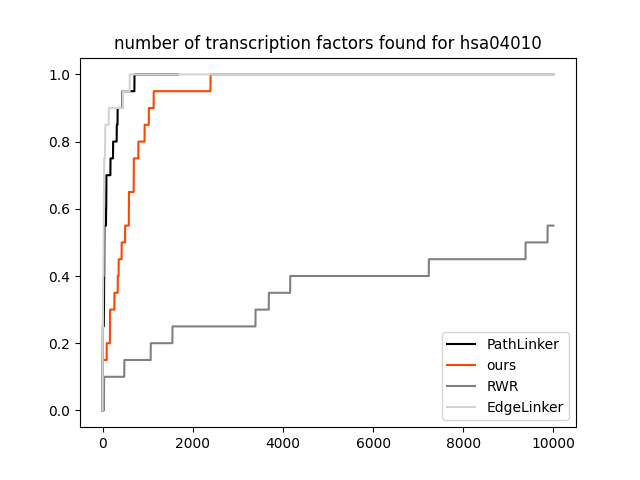 number of transcription factors found for hsa04010
1.0
0.8
0.6
0.4
0.2
0.0
PathLinker
ours
RWR
EdgeLinker
0 2000 4000 6000 8000 10000